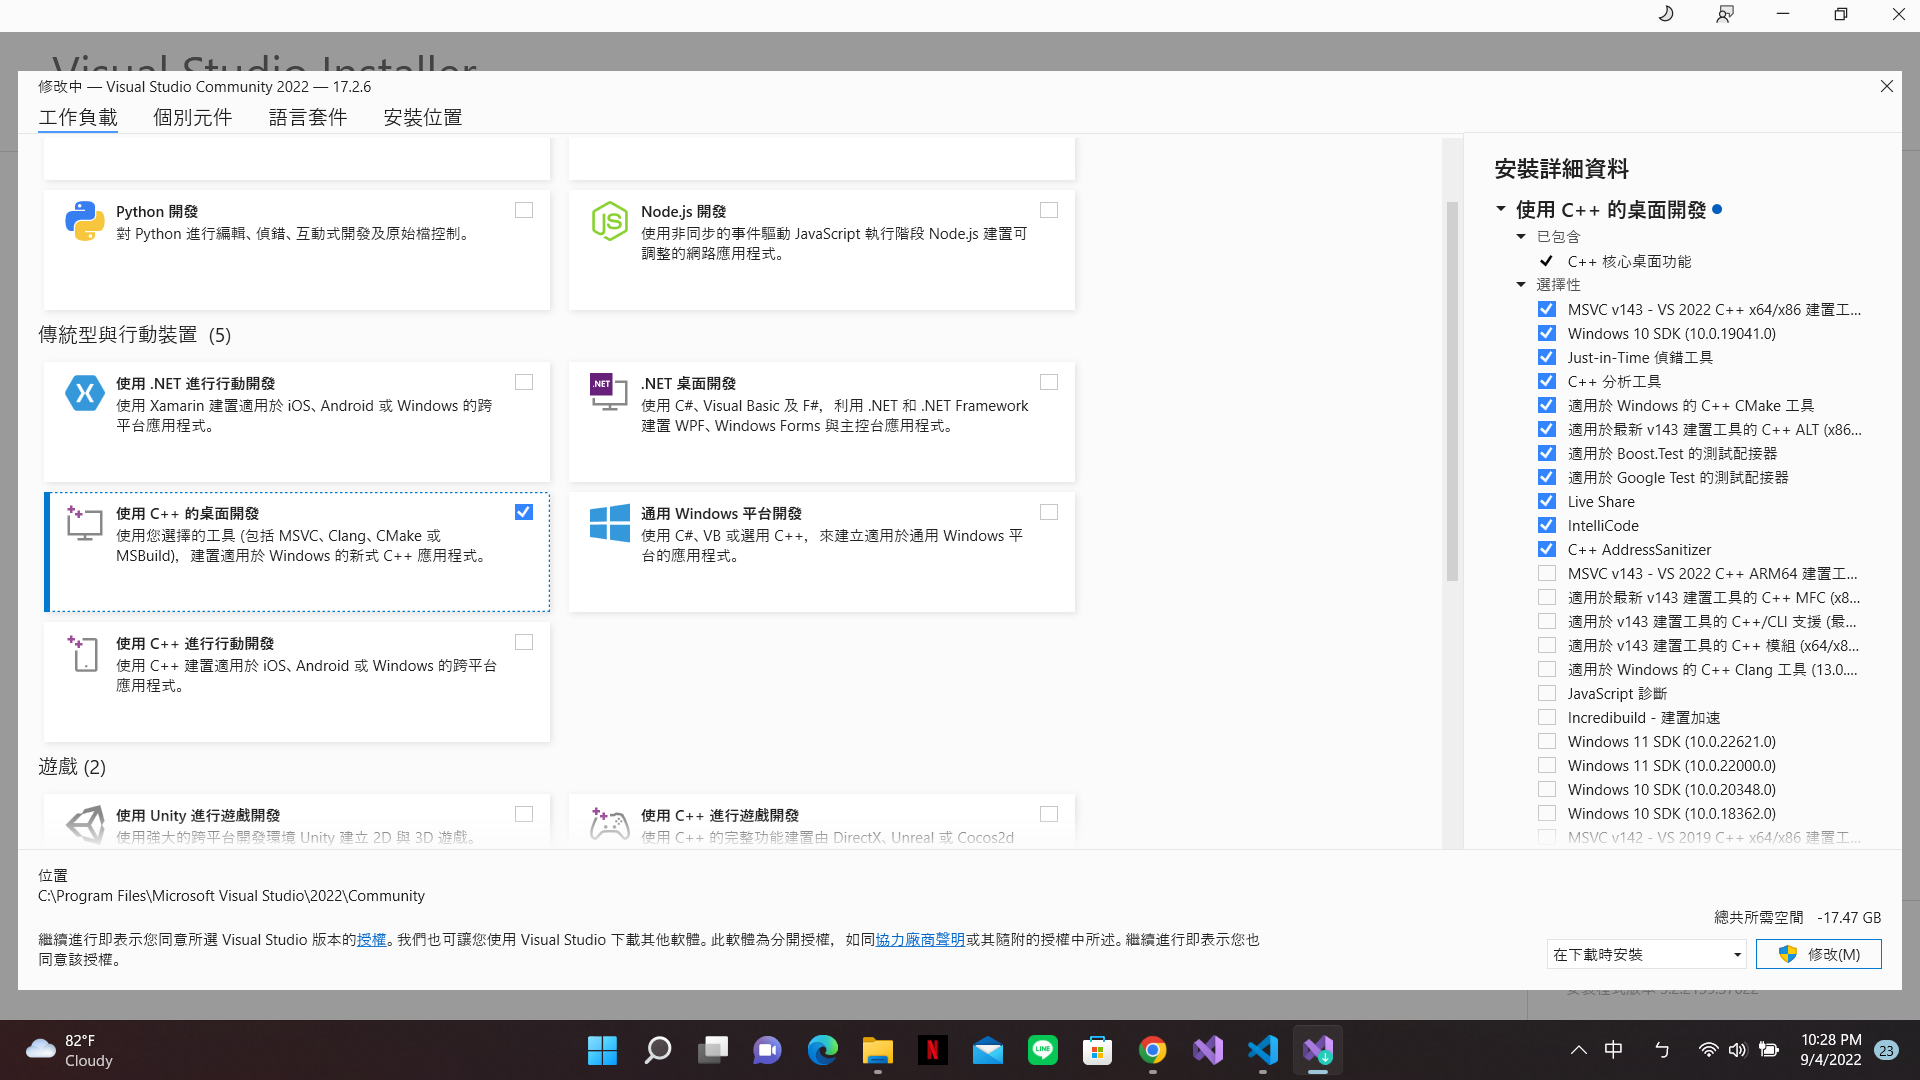 Visual Studio Installer
修改中 — Visual Studio Community 2022 — 17.2.6
工作負載 個別元件 語言套件 安裝位置
Python 開發
對 Python 進行編輯、偵錯、互動式開發及原始檔控制。
Node.js 開發
使用非同步的事件驅動 JavaScript 執行階段 Node.js 建置可
調整的網路應用程式。
傳統型與行動裝置 (5)
使用 .NET 進行行動開發
使用 Xamarin 建置適用於 iOS、Android 或 Windows 的跨
平台應用程式。
.NET
.NET 桌面開發
使用 C#、Visual Basic 及 F#，利用 .NET 和 .NET Framework
建置 WPF、Windows Forms 與主控台應用程式。
使用 C++ 的桌面開發
使用您選擇的工具 (包括 MSVC、Clang、CMake 或
MSBuild)，建置適用於 Windows 的新式 C++ 應用程式。
通用 Windows 平台開發
使用 C#、VB 或選用 C++，來建立適用於通用 Windows 平
台的應用程式。
使用 C++ 進行行動開發
使用 C++ 建置適用於 iOS、Android 或 Windows 的跨平台
應用程式。
遊戲 (2)
使用 Unity 進行遊戲開發
使用強大的跨平台開發環境 Unity 建立 2D 與 3D 遊戲。
使用 C++ 進行遊戲開發
使用 C++ 的完整功能建置由 DirectX、Unreal 或 Cocos2d
安裝詳細資料
使用 C++ 的桌面開發
已包含
C++ 核心桌面功能
選擇性
MSVC v143 - VS 2022 C++ x64/x86 建置工...
Windows 10 SDK (10.0.19041.0)
Just-in-Time 偵錯工具
C++ 分析工具
適用於 Windows 的 C++ CMake 工具
適用於最新 v143 建置工具的 C++ ALT (x86...
適用於 Boost.Test 的測試配接器
適用於 Google Test 的測試配接器
Live Share
IntelliCode
C++ AddressSanitizer
MSVC v143 - VS 2022 C++ ARM64 建置工...
適用於最新 v143 建置工具的 C++ MFC (x8...
適用於 v143 建置工具的 C++/CLI 支援 (最...
適用於 v143 建置工具的 C++ 模組 (x64/x8...
適用於 Windows 的 C++ Clang 工具 (13.0....
JavaScript 診斷
Incredibuild - 建置加速
Windows 11 SDK (10.0.22621.0)
Windows 11 SDK (10.0.22000.0)
Windows 10 SDK (10.0.20348.0)
Windows 10 SDK (10.0.18362.0)
MSVC v142 - VS 2019 C++ x64/x86 建置工...
位置
C:\Program Files\Microsoft Visual Studio\2022\Community
總共所需空間 -17.47 GB
繼續進行即表示您同意所選 Visual Studio 版本的授權。我們也可讓您使用 Visual Studio 下載其他軟體。此軟體為分開授權，如同協力廠商聲明或其隨附的授權中所述。繼續進行即表示您也
同意該授權。
在下載時安裝
修改(M)
82°F
Cloudy
中
ㄅ
10:28 PM
9/4/2022
23